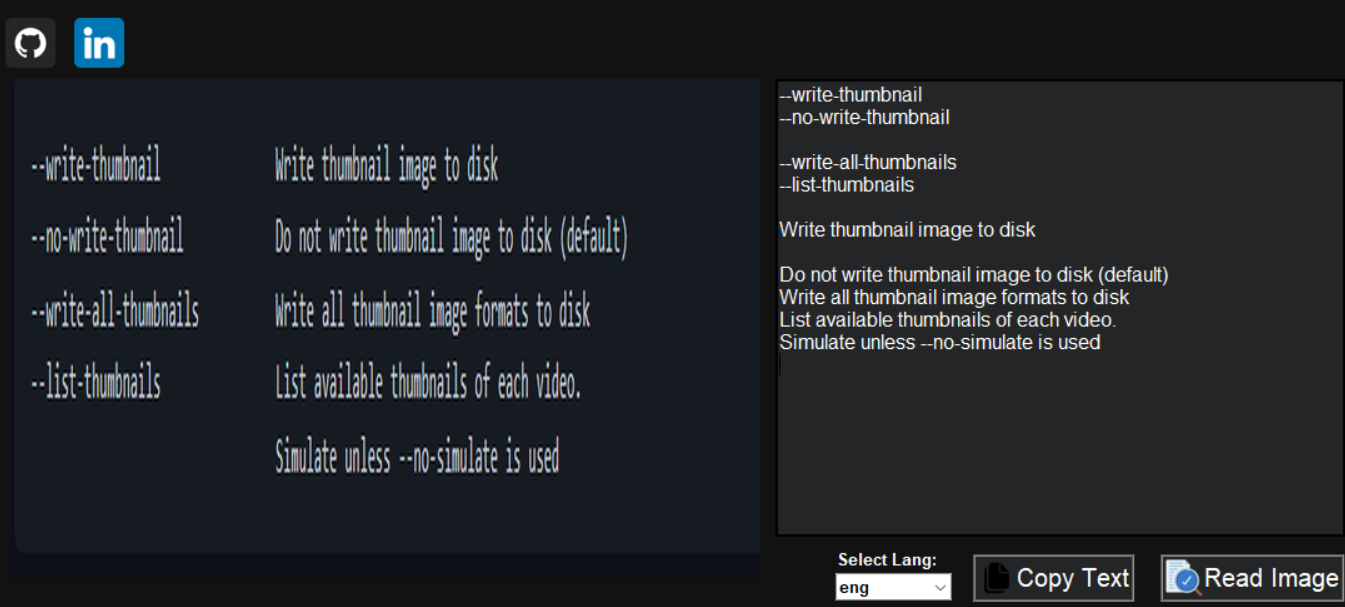 in
--write-thumbnail Write thumbnail image to disk
--no-write-thumbnail Do not write thumbnail image to disk (default)
--write-all-thumbnails Write all thumbnail image formats to disk
--list-thumbnails List available thumbnails of each video.
Simulate unless --no-simulate is used
--write-thumbnail
--no-write-thumbnail
--write-all-thumbnails
--list-thumbnails
Write thumbnail image to disk
Do not write thumbnail image to disk (default)
Write all thumbnail image formats to disk
List available thumbnails of each video.
Simulate unless --no-simulate is used
Select Lang:
eng
Copy Text
Read Image